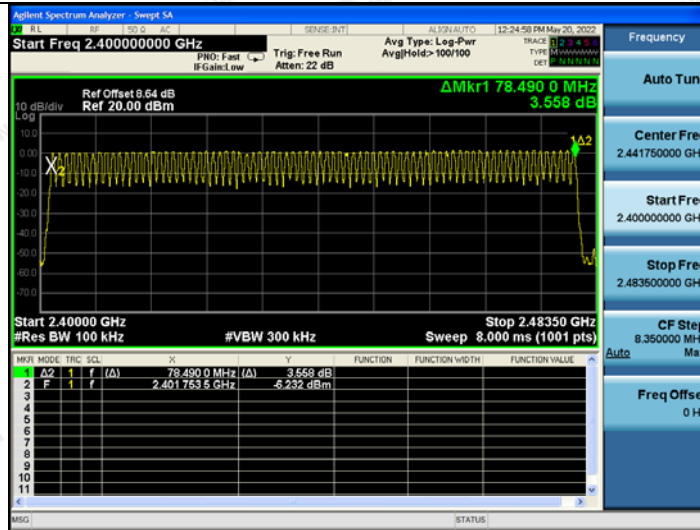 Agilent Spectrum Analyzer - Swept SA
RL RF 50 Ω AC SENSE:INT ALIGN AUTO 12:24:58 PM May 20, 2022
Start Freq 2.400000000 GHz
PNO: Fast
IFGain:Low
Trig: Free Run
Atten: 22 dB
Avg Type: Log-Pwr
Avg|Hold:> 100/100
TRACE 1 2 3 4 5 6
TYPE
DET P N N N N N
Frequency
ΔMkr1 78.490 0 MHz
3.558 dB
Ref Offset 8.64 dB
10 dB/div Ref 20.00 dBm
Log
10.0
0.00
-10.0
-20.0
-30.0
-40.0
-50.0
-60.0
-70.0
1Δ2
X2
Start 2.40000 GHz Stop 2.48350 GHz
#Res BW 100 kHz #VBW 300 kHz Sweep 8.000 ms (1001 pts)
MKR MODE TRC SCL X Y FUNCTION FUNCTION WIDTH FUNCTION VALUE
1 Δ2 1 f (Δ) 78.490 0 MHz (Δ) 3.558 dB
2 F 1 f 2.401 753 5 GHz -6.232 dBm
3
4
5
6
7
8
9
10
11
MSG STATUS
Auto Tun
Center Fre
2.441750000 GH
Start Fre
2.400000000 GH
Stop Fre
2.483500000 GH
CF Ste
8.350000 MH
Auto Ma
Freq Offse
0 H